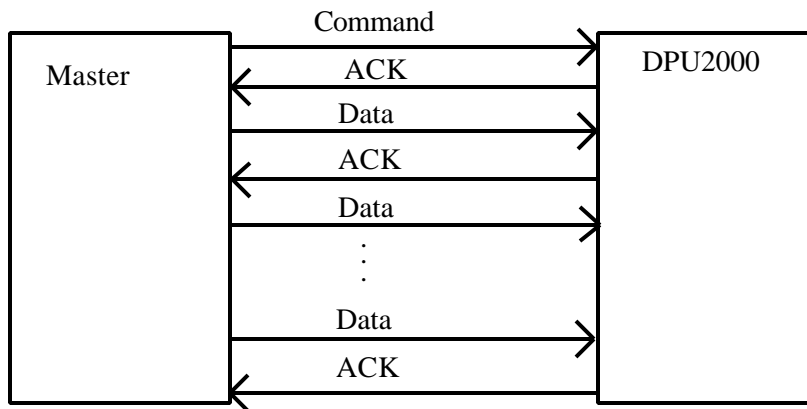 Command
Master
DPU2000
ACK
Data
ACK
Data
.
.
.
Data
ACK